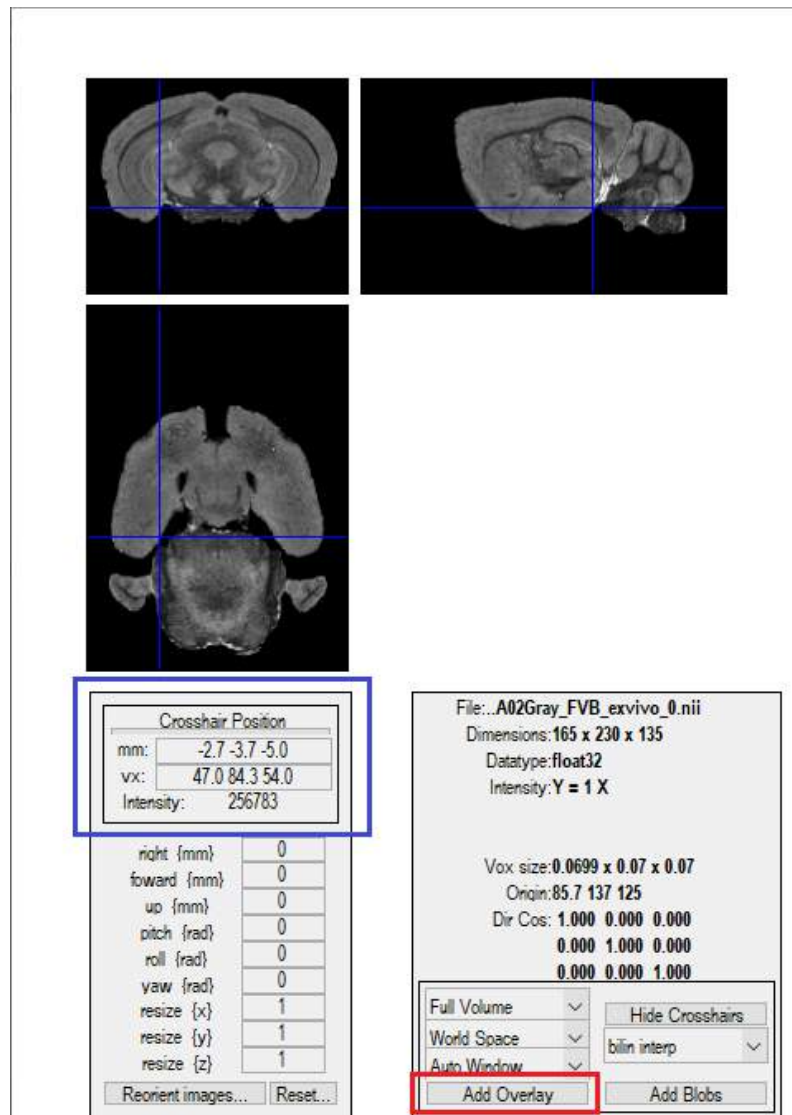 Crosshair Position
mm: -2.7 -3.7 -5.0
vx: 47.0 84.3 54.0
Intensity: 256783
right {mm} 0
foward {mm} 0
up {mm} 0
pitch {rad} 0
roll {rad} 0
yaw {rad} 0
resize {x} 1
resize {y} 1
resize {z} 1
Reorient images... Reset...
File:..A02Gray_FVB_exvivo_0.nii
Dimensions: 165 x 230 x 135
Datatype: float32
Intensity: Y = 1 X
Vox size: 0.0699 x 0.07 x 0.07
Origin: 85.7 137 125
Dir Cos: 1.000 0.000 0.000
0.000 1.000 0.000
0.000 0.000 1.000
Full Volume Hide Crosshairs
World Space bilin interp
Auto Window
Add Overlay Add Blobs